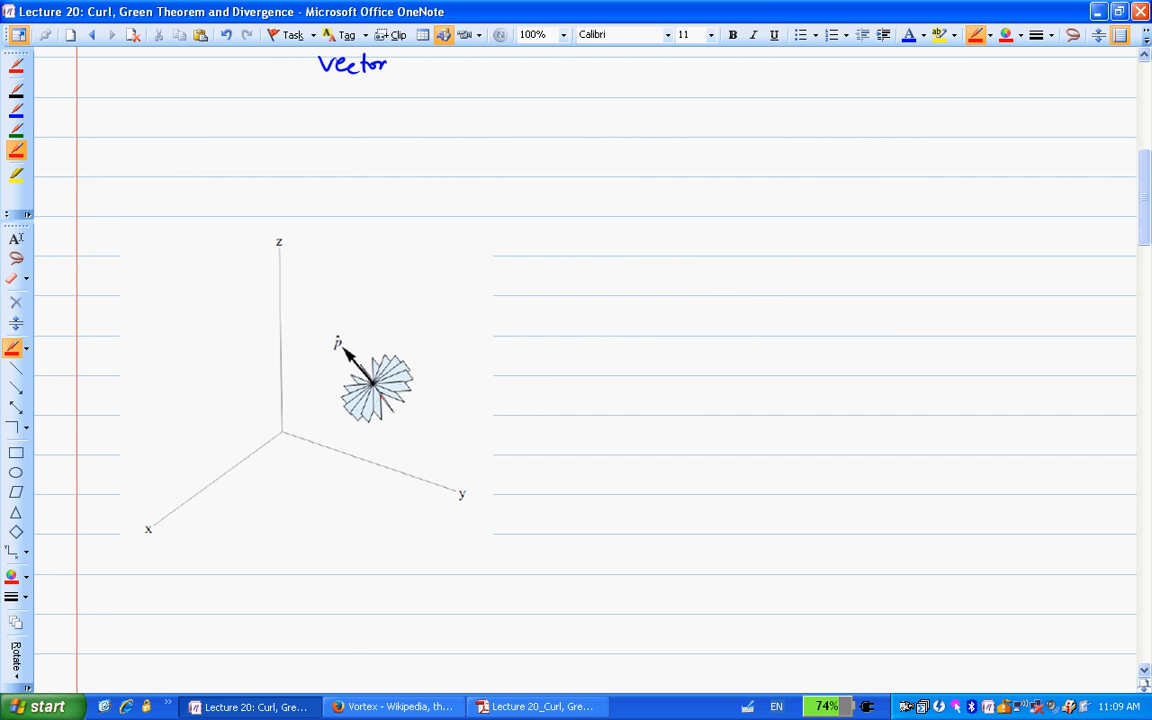 Lecture 20: Curl, Green Theorem and Divergence - Microsoft Office OneNote
Task Tag Clip 100% Calibri 11 B I U
vector
z
p̂
y
x
A
Rotate
start Lecture 20: Curl, Gre... Vortex - Wikipedia, th... Lecture 20_Curl, Gre... EN 74% 11:09 AM